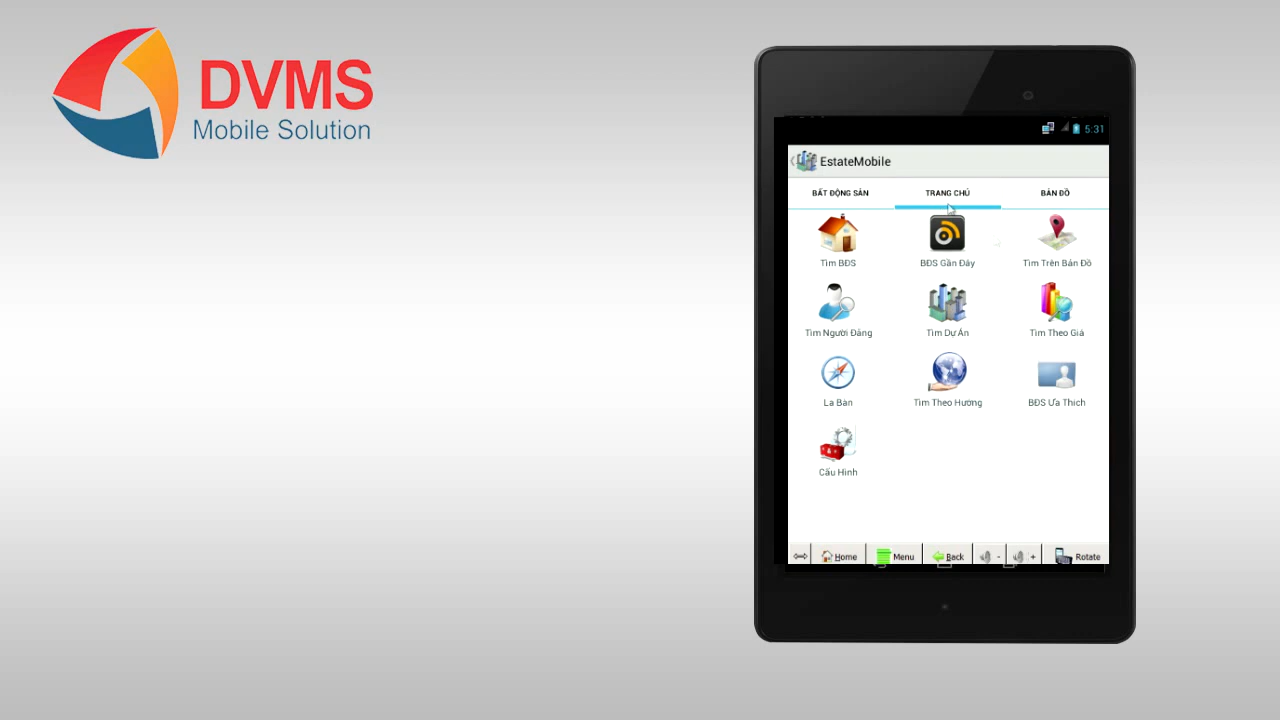 DVMS
Mobile Solution
5:31
EstateMobile
BẤT ĐỘNG SẢN TRANG CHỦ BẢN ĐỒ
Tìm BĐS BĐS Gần Đây Tìm Trên Bản Đồ
Tìm Người Đăng Tìm Dự Án Tìm Theo Giá
La Bàn Tìm Theo Hướng BĐS Ưa Thích
Cấu Hình
Home Menu Back - + Rotate